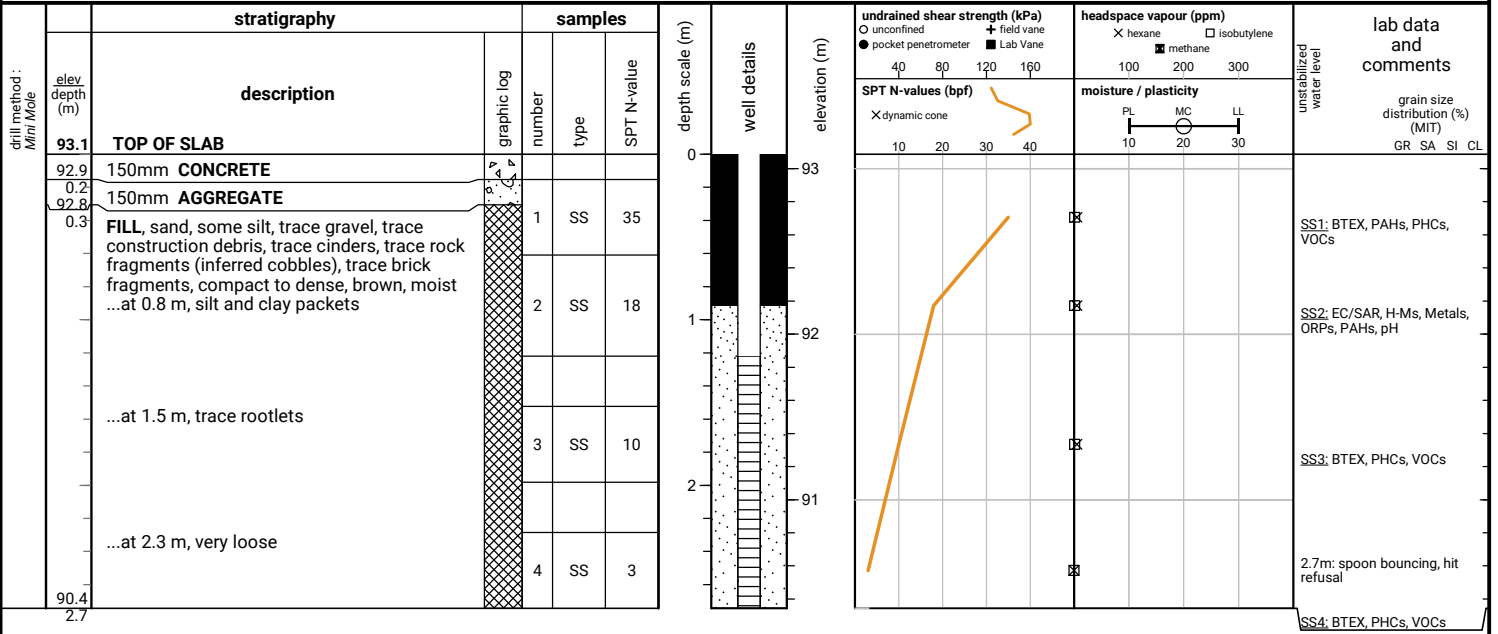 drill method :
Mini Mole
stratigraphy
samples
elev
depth
(m)
description
graphic log
number
type
SPT N-value
depth scale (m)
well details
elevation (m)
undrained shear strength (kPa)
unconfined
field vane
pocket penetrometer
Lab Vane
40 80 120 160
SPT N-values (bpf)
dynamic cone
10 20 30 40
headspace vapour (ppm)
hexane
isobutylene
methane
100 200 300
moisture / plasticity
PL MC LL
10 20 30
unstabilized
water level
lab data
and
comments
grain size
distribution (%)
(MIT)
GR SA SI CL
93.1 TOP OF SLAB
92.9 150mm CONCRETE
0.2
92.8 150mm AGGREGATE
0.3
FILL, sand, some silt, trace gravel, trace
construction debris, trace cinders, trace rock
fragments (inferred cobbles), trace brick
fragments, compact to dense, brown, moist
...at 0.8 m, silt and clay packets
...at 1.5 m, trace rootlets
...at 2.3 m, very loose
90.4
2.7
1 SS 35
2 SS 18
3 SS 10
4 SS 3
0
1
2
93
92
91
SS1: BTEX, PAHs, PHCs,
VOCs
SS2: EC/SAR, H-Ms, Metals,
ORPs, PAHs, pH
SS3: BTEX, PHCs, VOCs
2.7m: spoon bouncing, hit
refusal
SS4: BTEX, PHCs, VOCs